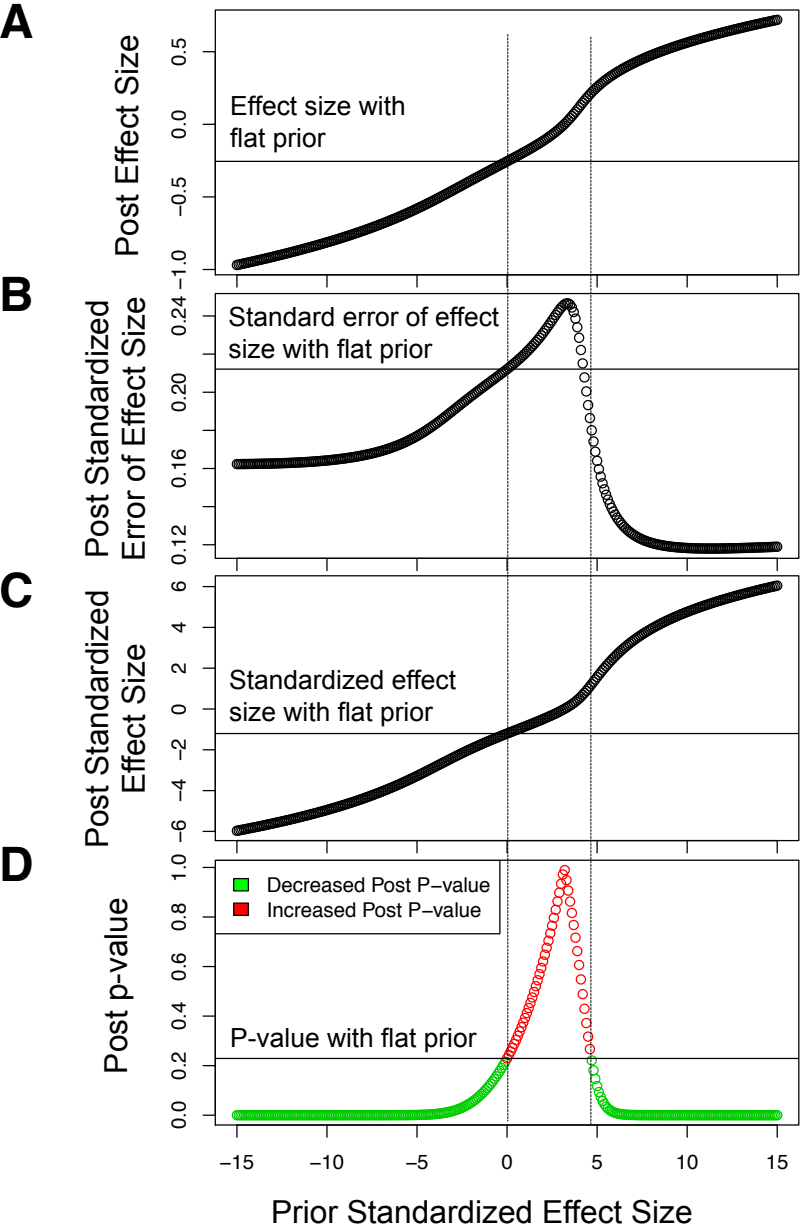 A
Post Effect Size
0.5
0.0
−0.5
−1.0
Effect size with
flat prior
B
Post Standardized
Error of Effect Size
0.24
0.20
0.16
0.12
Standard error of effect
size with flat prior
C
Post Standardized
Effect Size
6
4
2
0
−2
−4
−6
Standardized effect
size with flat prior
D
Post p-value
1.0
0.8
0.6
0.4
0.2
0.0
Decreased Post P−value
Increased Post P−value
P-value with flat prior
−15 −10 −5 0 5 10 15
Prior Standardized Effect Size